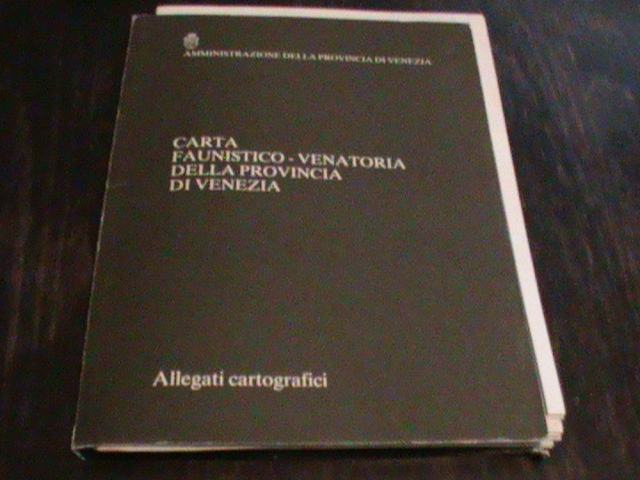 AMMINISTRAZIONE DELLA PROVINCIA DI VENEZIA
CARTA
FAUNISTICO - VENATORIA
DELLA PROVINCIA
DI VENEZIA
Allegati cartografici